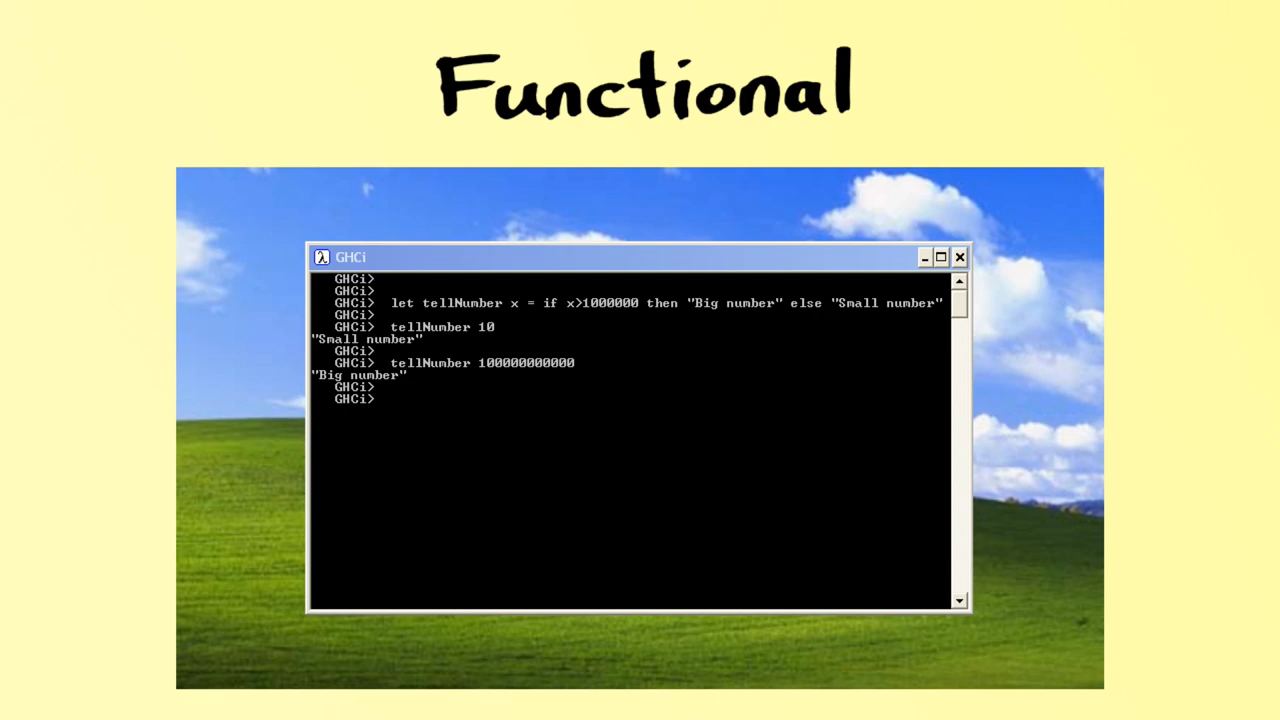 Functional
λ GHCi
GHCi>
GHCi>
GHCi> let tellNumber x = if x>1000000 then "Big number" else "Small number"
GHCi>
GHCi> tellNumber 10
"Small number"
GHCi>
GHCi> tellNumber 100000000000
"Big number"
GHCi>
GHCi>